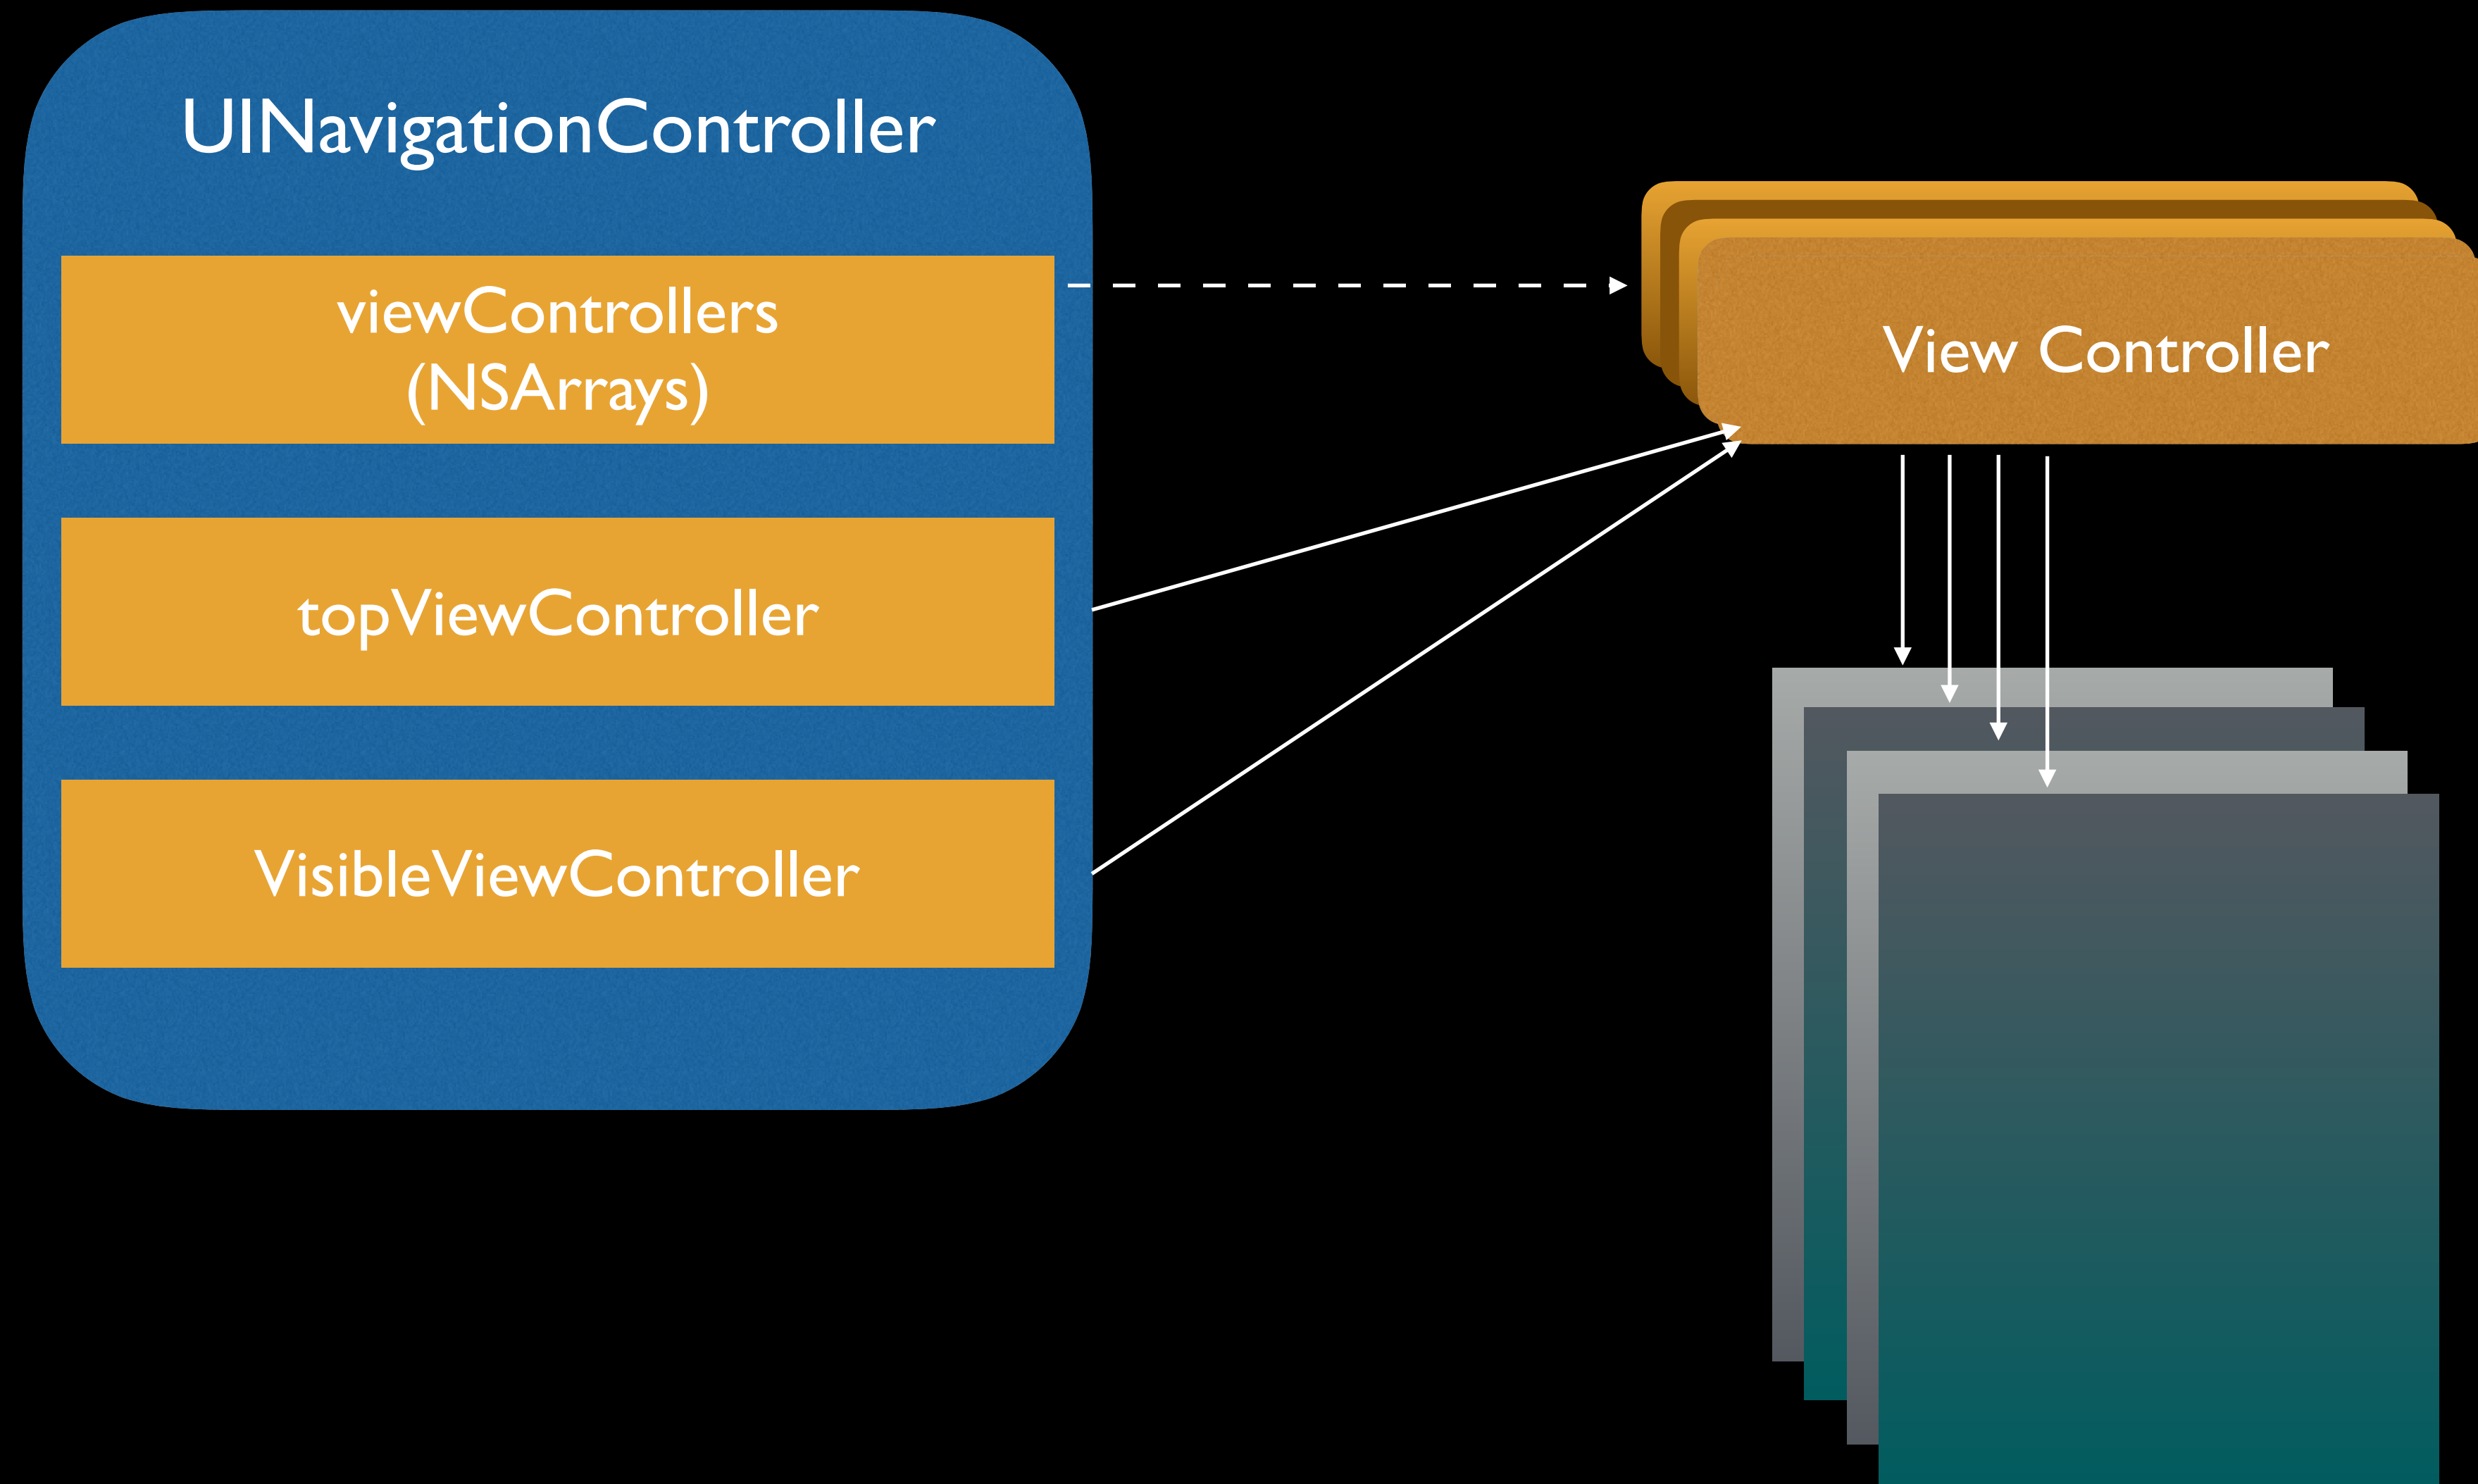 UINavigationController
viewControllers
(NSArrays)
topViewController
VisibleViewController
View Controller